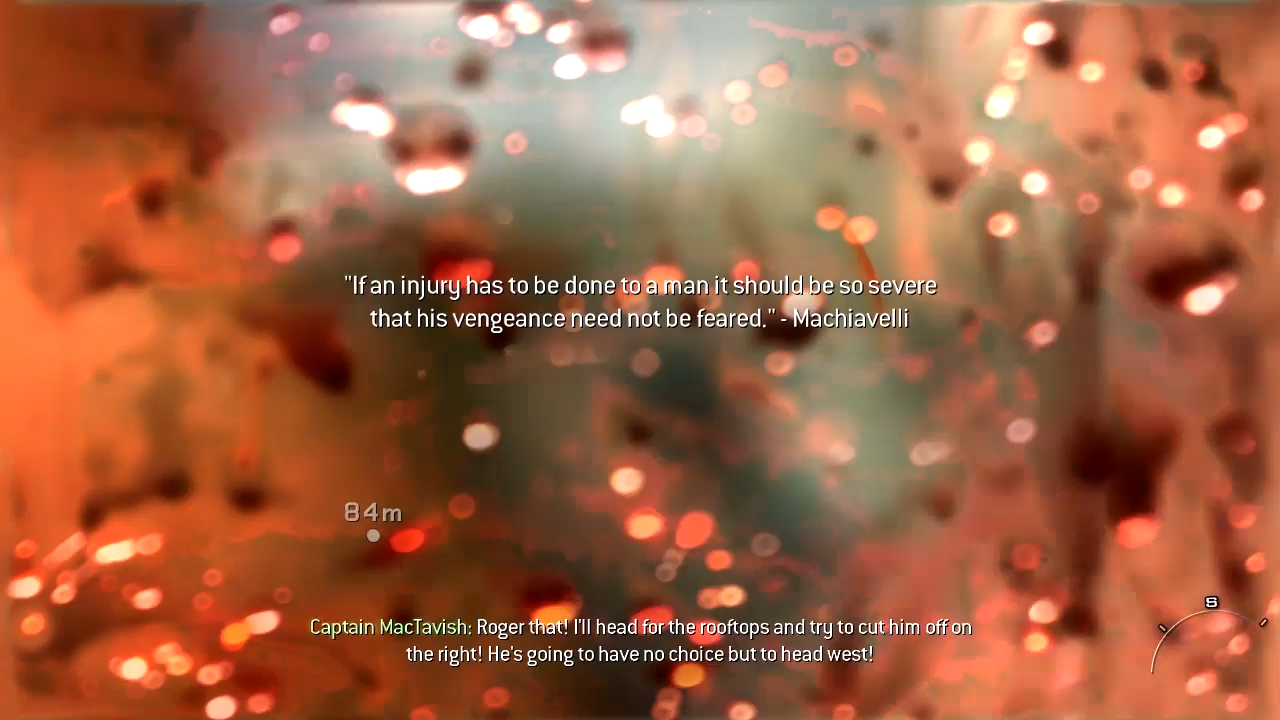 "If an injury has to be done to a man it should be so severe
that his vengeance need not be feared." - Machiavelli
84m
S
Captain MacTavish: Roger that! I'll head for the rooftops and try to cut him off on
the right! He's going to have no choice but to head west!